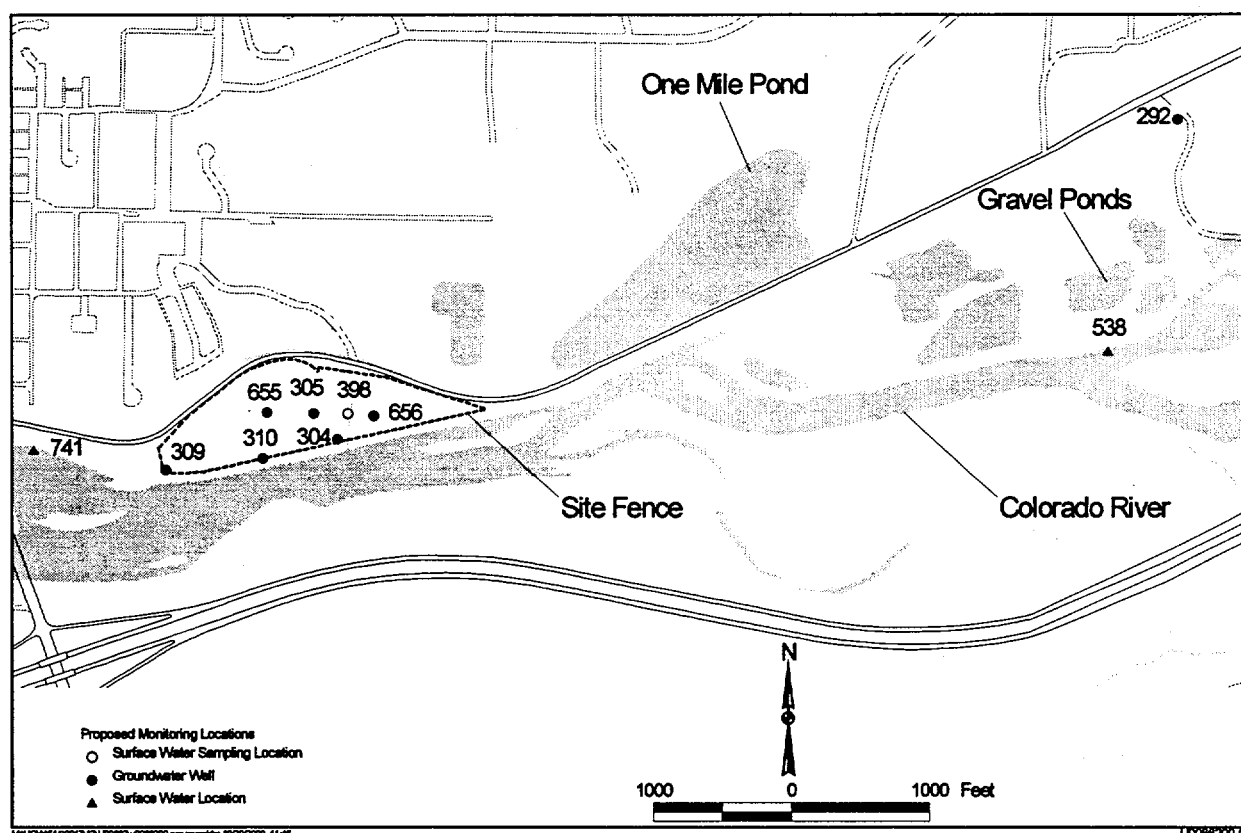 One Mile Pond
292
Gravel Ponds
538
655
305
398
656
304
310
309
741
Site Fence
Colorado River
N
Proposed Monitoring Locations
Surface Water Sampling Location
Groundwater Well
Surface Water Location
1000 0 1000 Feet